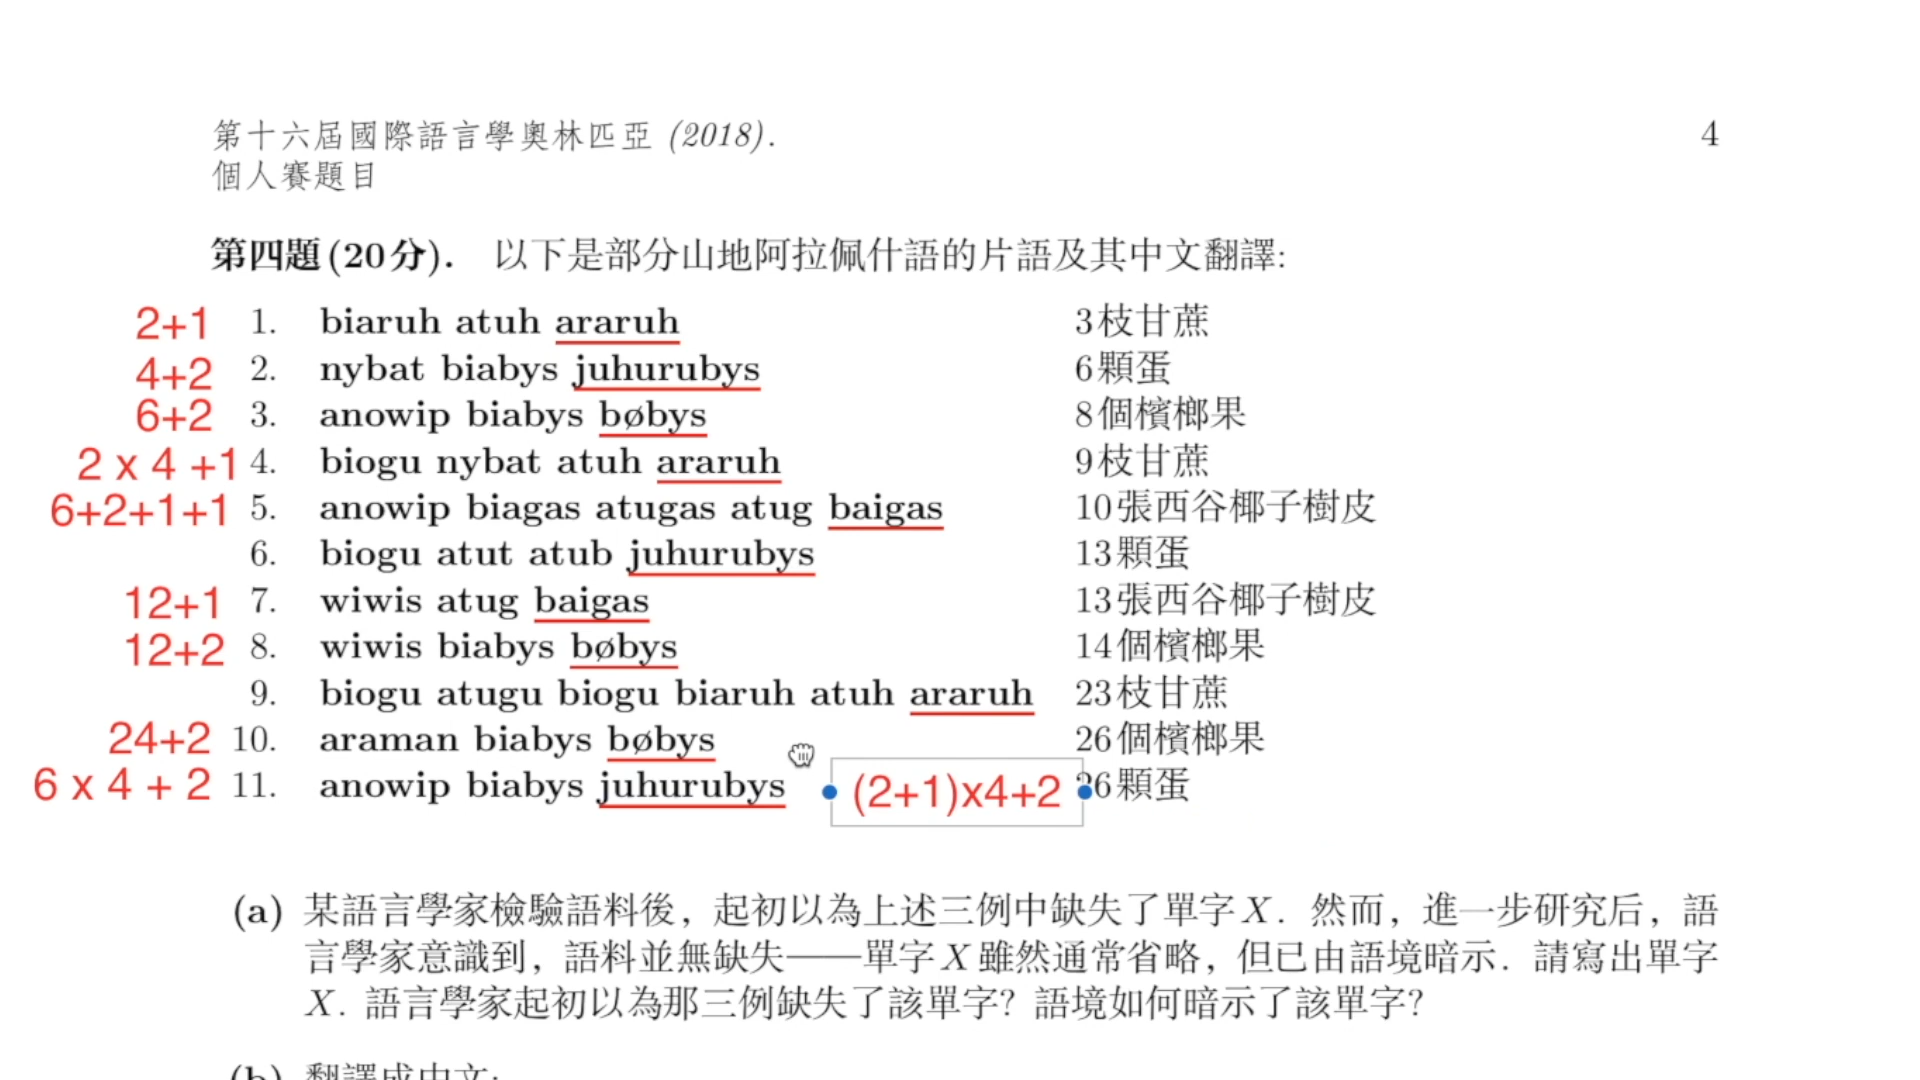 第十六屆國際語言學奧林匹亞 (2018).
4
個人賽題目
第四題(20分). 以下是部分山地阿拉佩什語的片語及其中文翻譯:
2+1 1. biaruh atuh araruh 3枝甘蔗
4+2 2. nybat biabys juhurubys 6顆蛋
6+2 3. anowip biabys bøbys 8個檳榔果
2 x 4 +1 4. biogu nybat atuh araruh 9枝甘蔗
6+2+1+1 5. anowip biagas atugas atug baigas 10張西谷椰子樹皮
6. biogu atut atub juhurubys 13顆蛋
12+1 7. wiwis atug baigas 13張西谷椰子樹皮
12+2 8. wiwis biabys bøbys 14個檳榔果
9. biogu atugu biogu biaruh atuh araruh 23枝甘蔗
24+2 10. araman biabys bøbys 26個檳榔果
6 x 4 + 2 11. anowip biabys juhurubys (2+1)x4+2 26顆蛋
(a) 某語言學家檢驗語料後, 起初以為上述三例中缺失了單字X. 然而, 進一步研究后, 語
言學家意識到, 語料並無缺失——單字X雖然通常省略, 但已由語境暗示. 請寫出單字
X. 語言學家起初以為那三例缺失了該單字? 語境如何暗示了該單字?
(b) 翻譯成中文: